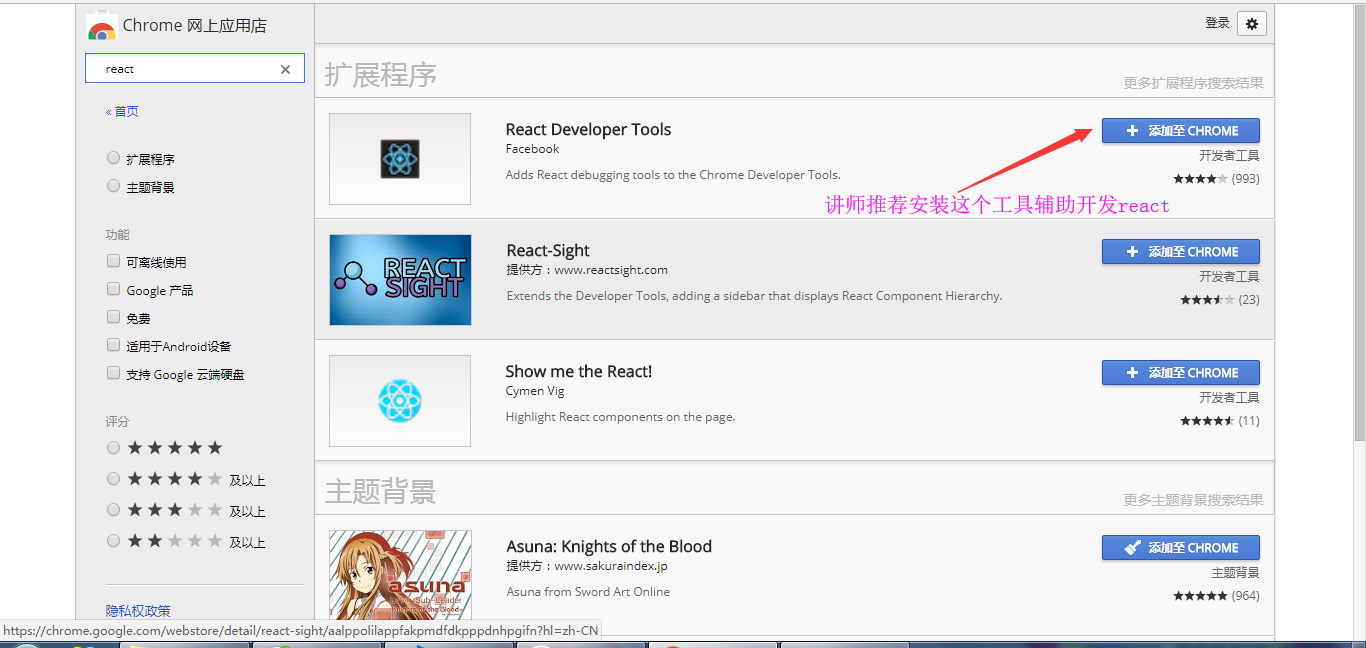 Chrome 网上应用店
登录
react
« 首页
扩展程序
主题背景
功能
可离线使用
Google 产品
免费
适用于Android设备
支持 Google 云端硬盘
评分
及以上
及以上
及以上
隐私权政策
扩展程序
更多扩展程序搜索结果
React Developer Tools
Facebook
Adds React debugging tools to the Chrome Developer Tools.
添加至 CHROME
开发者工具
(993)
讲师推荐安装这个工具辅助开发react
REACT
SIGHT
React-Sight
提供方：www.reactsight.com
Extends the Developer Tools, adding a sidebar that displays React Component Hierarchy.
添加至 CHROME
开发者工具
(23)
Show me the React!
Cymen Vig
Highlight React components on the page.
添加至 CHROME
开发者工具
(11)
主题背景
更多主题背景搜索结果
asuna
Asuna: Knights of the Blood
提供方：www.sakuraindex.jp
Asuna from Sword Art Online
添加至 CHROME
主题背景
(964)
https://chrome.google.com/webstore/detail/react-sight/aalppolilappfakpmdfdkpppdnhpgifn?hl=zh-CN